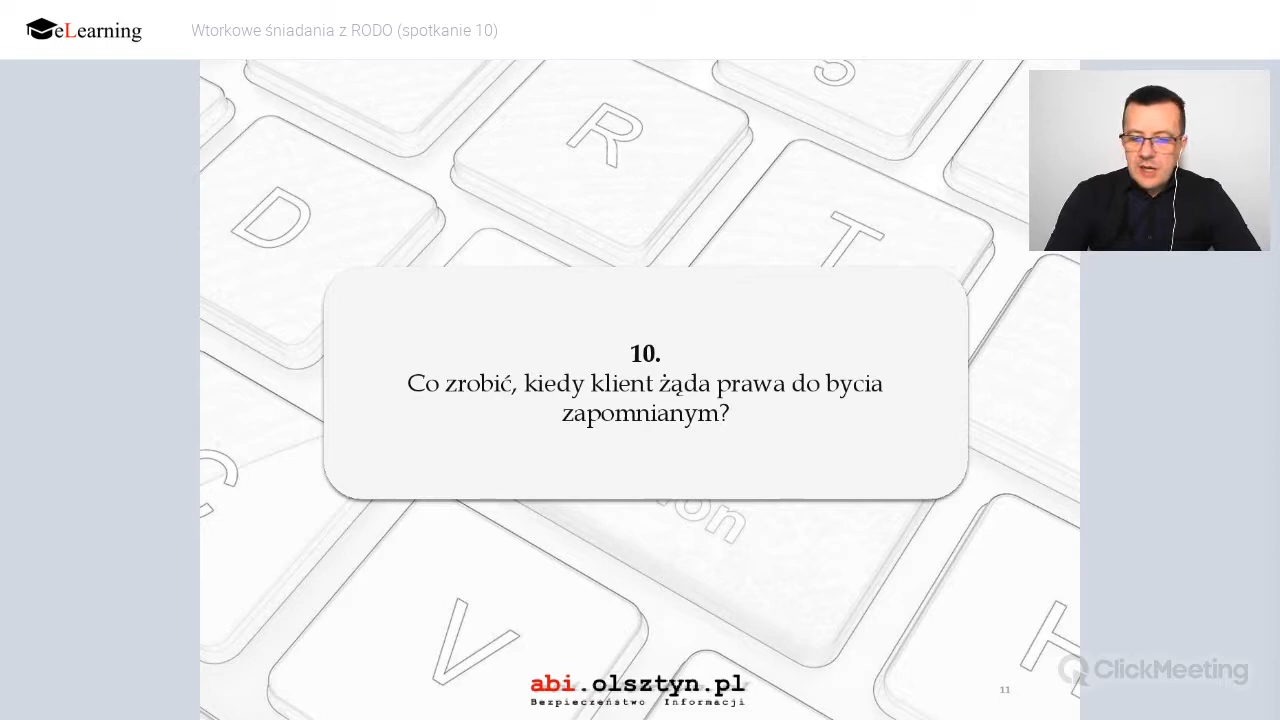 eLearning
Wtorkowe śniadania z RODO (spotkanie 10)
S
R
D
T
10.
Co zrobić, kiedy klient żąda prawa do bycia
zapomnianym?
C
ion
V
H
abi.olsztyn.pl
Bezpieczeństwo Informacji
11
ClickMeeting